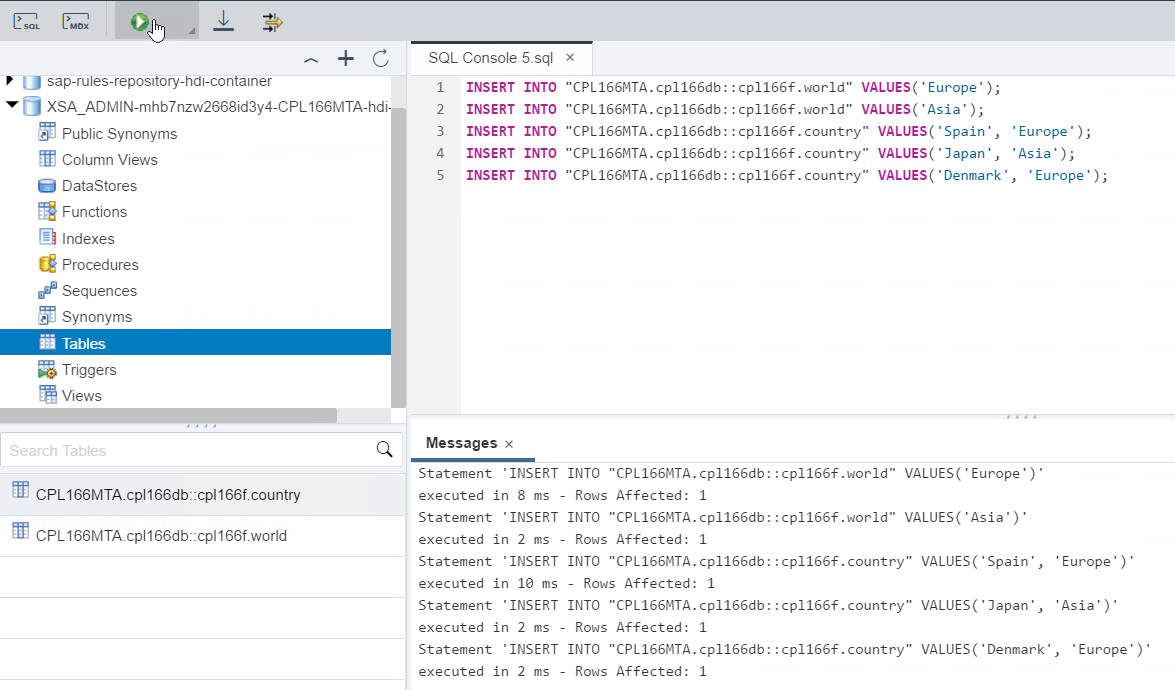 SQL
MDX
sap-rules-repository-hdi-container
XSA_ADMIN-mhb7nzw2668id3y4-CPL166MTA-hdi-
Public Synonyms
Column Views
DataStores
Functions
Indexes
Procedures
Sequences
Synonyms
Tables
Triggers
Views
Search Tables
CPL166MTA.cpl166db::cpl166f.country
CPL166MTA.cpl166db::cpl166f.world
SQL Console 5.sql ×
1 INSERT INTO "CPL166MTA.cpl166db::cpl166f.world" VALUES('Europe');
2 INSERT INTO "CPL166MTA.cpl166db::cpl166f.world" VALUES('Asia');
3 INSERT INTO "CPL166MTA.cpl166db::cpl166f.country" VALUES('Spain', 'Europe');
4 INSERT INTO "CPL166MTA.cpl166db::cpl166f.country" VALUES('Japan', 'Asia');
5 INSERT INTO "CPL166MTA.cpl166db::cpl166f.country" VALUES('Denmark', 'Europe');
Messages ×
Statement 'INSERT INTO "CPL166MTA.cpl166db::cpl166f.world" VALUES('Europe')'
executed in 8 ms - Rows Affected: 1
Statement 'INSERT INTO "CPL166MTA.cpl166db::cpl166f.world" VALUES('Asia')'
executed in 2 ms - Rows Affected: 1
Statement 'INSERT INTO "CPL166MTA.cpl166db::cpl166f.country" VALUES('Spain', 'Europe')'
executed in 10 ms - Rows Affected: 1
Statement 'INSERT INTO "CPL166MTA.cpl166db::cpl166f.country" VALUES('Japan', 'Asia')'
executed in 2 ms - Rows Affected: 1
Statement 'INSERT INTO "CPL166MTA.cpl166db::cpl166f.country" VALUES('Denmark', 'Europe')'
executed in 2 ms - Rows Affected: 1